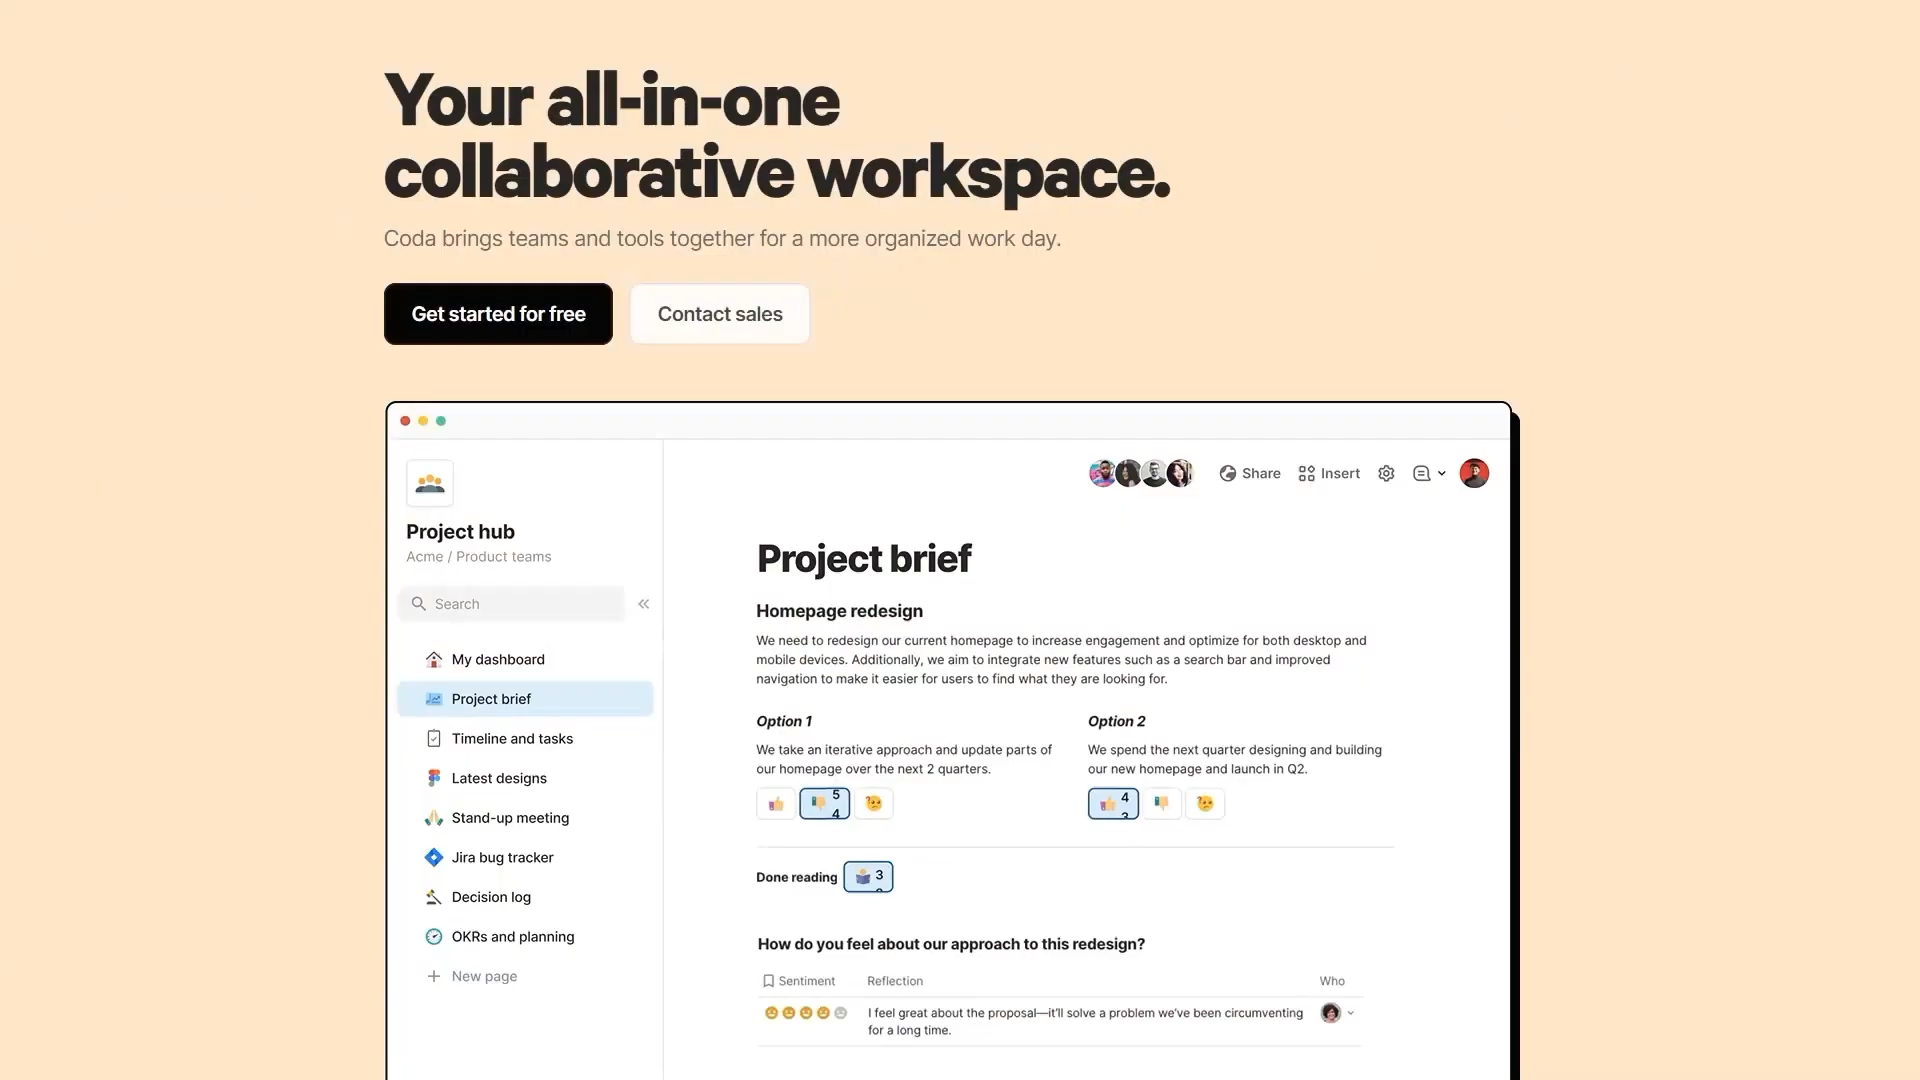 Your all-in-one
collaborative workspace.
Coda brings teams and tools together for a more organized work day.
Get started for free
Contact sales
Project hub
Acme / Product teams
Search
My dashboard
Project brief
Timeline and tasks
Latest designs
Stand-up meeting
Jira bug tracker
Decision log
OKRs and planning
New page
Share
Insert
Project brief
Homepage redesign
We need to redesign our current homepage to increase engagement and optimize for both desktop and
mobile devices. Additionally, we aim to integrate new features such as a search bar and improved
navigation to make it easier for users to find what they are looking for.
Option 1
We take an iterative approach and update parts of
our homepage over the next 2 quarters.
5
4
Option 2
We spend the next quarter designing and building
our new homepage and launch in Q2.
4
3
Done reading 3
How do you feel about our approach to this redesign?
Sentiment Reflection Who
I feel great about the proposal—it'll solve a problem we've been circumventing
for a long time.